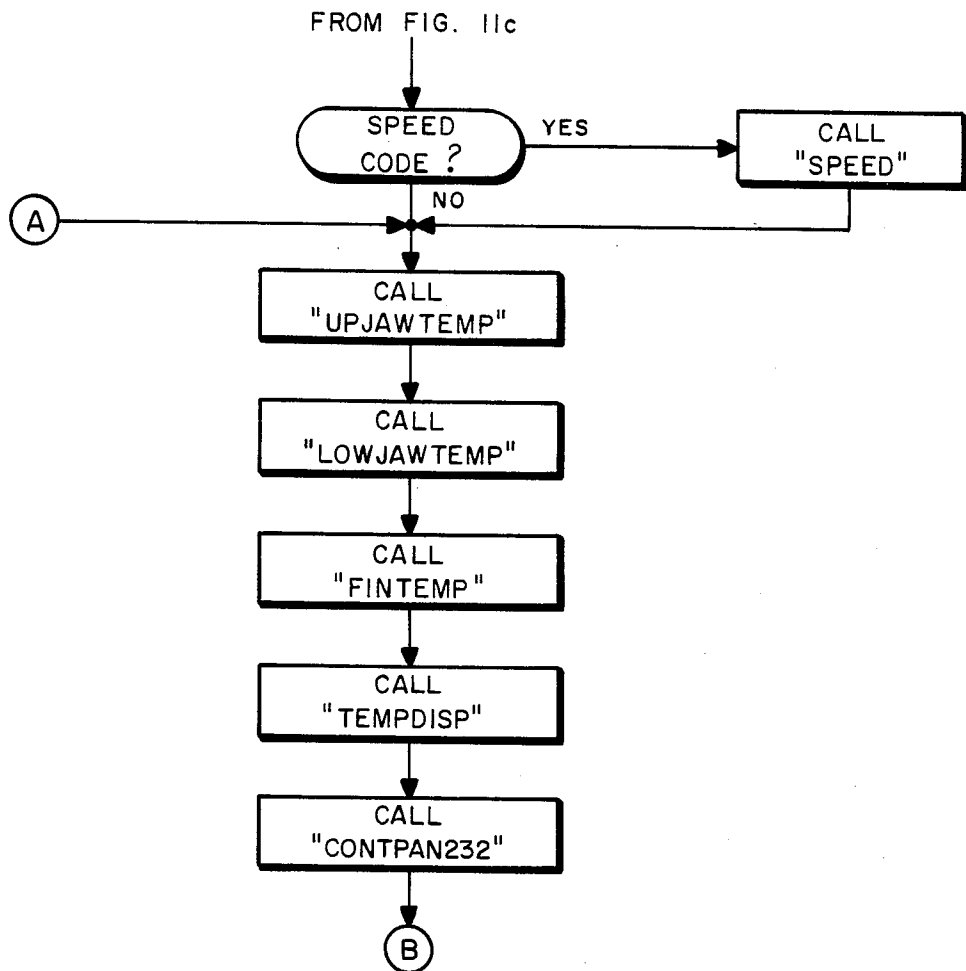 FROM FIG. 11c
SPEED
CODE ?
YES
CALL
"SPEED"
NO
A
CALL
"UPJAWTEMP"
CALL
"LOWJAWTEMP"
CALL
"FINTEMP"
CALL
"TEMPDISP"
CALL
"CONTPAN232"
B